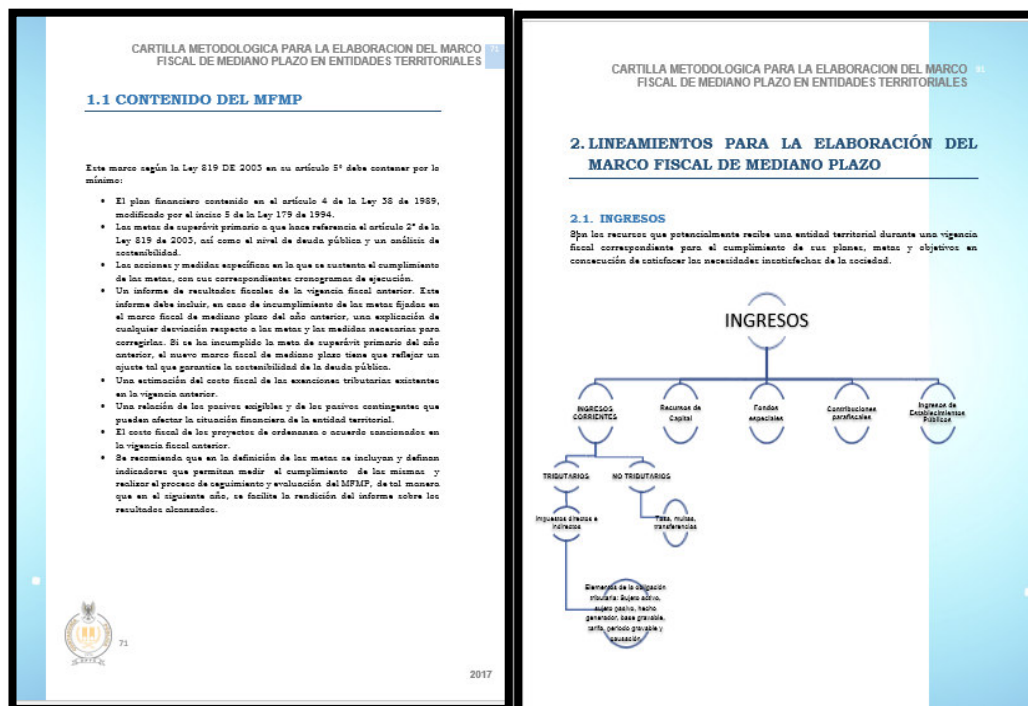 CARTILLA METODOLOGICA PARA LA ELABORACION DEL MARCO 71
FISCAL DE MEDIANO PLAZO EN ENTIDADES TERRITORIALES
1.1 CONTENIDO DEL MFMP
Este marco según la Ley 819 DE 2003 en su artículo 5° debe contener por lo
mínimo:
• El plan financiero contenido en el artículo 4 de la Ley 38 de 1989,
modificado por el inciso 5 de la Ley 179 de 1994.
• Las metas de superávit primario a que hace referencia el artículo 2° de la
Ley 819 de 2003, así como el nivel de deuda pública y un análisis de
sostenibilidad.
• Las acciones y medidas específicas en la que se sustenta el cumplimiento
de las metas, con sus correspondientes cronogramas de ejecución.
• Un informe de resultados fiscales de la vigencia fiscal anterior. Este
informe debe incluir, en caso de incumplimiento de las metas fijadas en
el marco fiscal de mediano plazo del año anterior, una explicación de
cualquier desviación respecto a las metas y las medidas necesarias para
corregirlas. Si se ha incumplido la meta de superávit primario del año
anterior, el nuevo marco fiscal de mediano plazo tiene que reflejar un
ajuste tal que garantice la sostenibilidad de la deuda pública.
• Una estimación del costo fiscal de las exenciones tributarias existentes
en la vigencia anterior.
• Una relación de los pasivos exigibles y de los pasivos contingentes que
pueden afectar la situación financiera de la entidad territorial.
• El costo fiscal de los proyectos de ordenanza o acuerdo sancionados en
la vigencia fiscal anterior.
• Se recomienda que en la definición de las metas se incluyan y definan
indicadores que permitan medir el cumplimiento de las mismas y
realizar el proceso de seguimiento y evaluación del MFMP, de tal manera
que en el siguiente año, se facilite la rendición del informe sobre los
resultados alcanzados.
71
2017
CARTILLA METODOLOGICA PARA LA ELABORACION DEL MARCO
FISCAL DE MEDIANO PLAZO EN ENTIDADES TERRITORIALES
2. LINEAMIENTOS PARA LA ELABORACIÓN DEL
MARCO FISCAL DE MEDIANO PLAZO
2.1. INGRESOS
Son los recursos que potencialmente recibe una entidad territorial durante una vigencia
fiscal correspondiente para el cumplimiento de sus planes, metas y objetivos en
consecución de satisfacer las necesidades insatisfechas de la sociedad.
INGRESOS
INGRESOS
CORRIENTES
Recursos de
Capital
Fondos
especiales
Contribuciones
parafiscales
Ingresos de
Establecimientos
Públicos
TRIBUTARIOS
NO TRIBUTARIOS
Impuestos directos e
indirectos
Tasa, multas,
transferencias
Elementos de la obligación
tributaria: Sujeto activo,
sujeto pasivo, hecho
generador, base gravable,
tarifa, periodo gravable y
causación